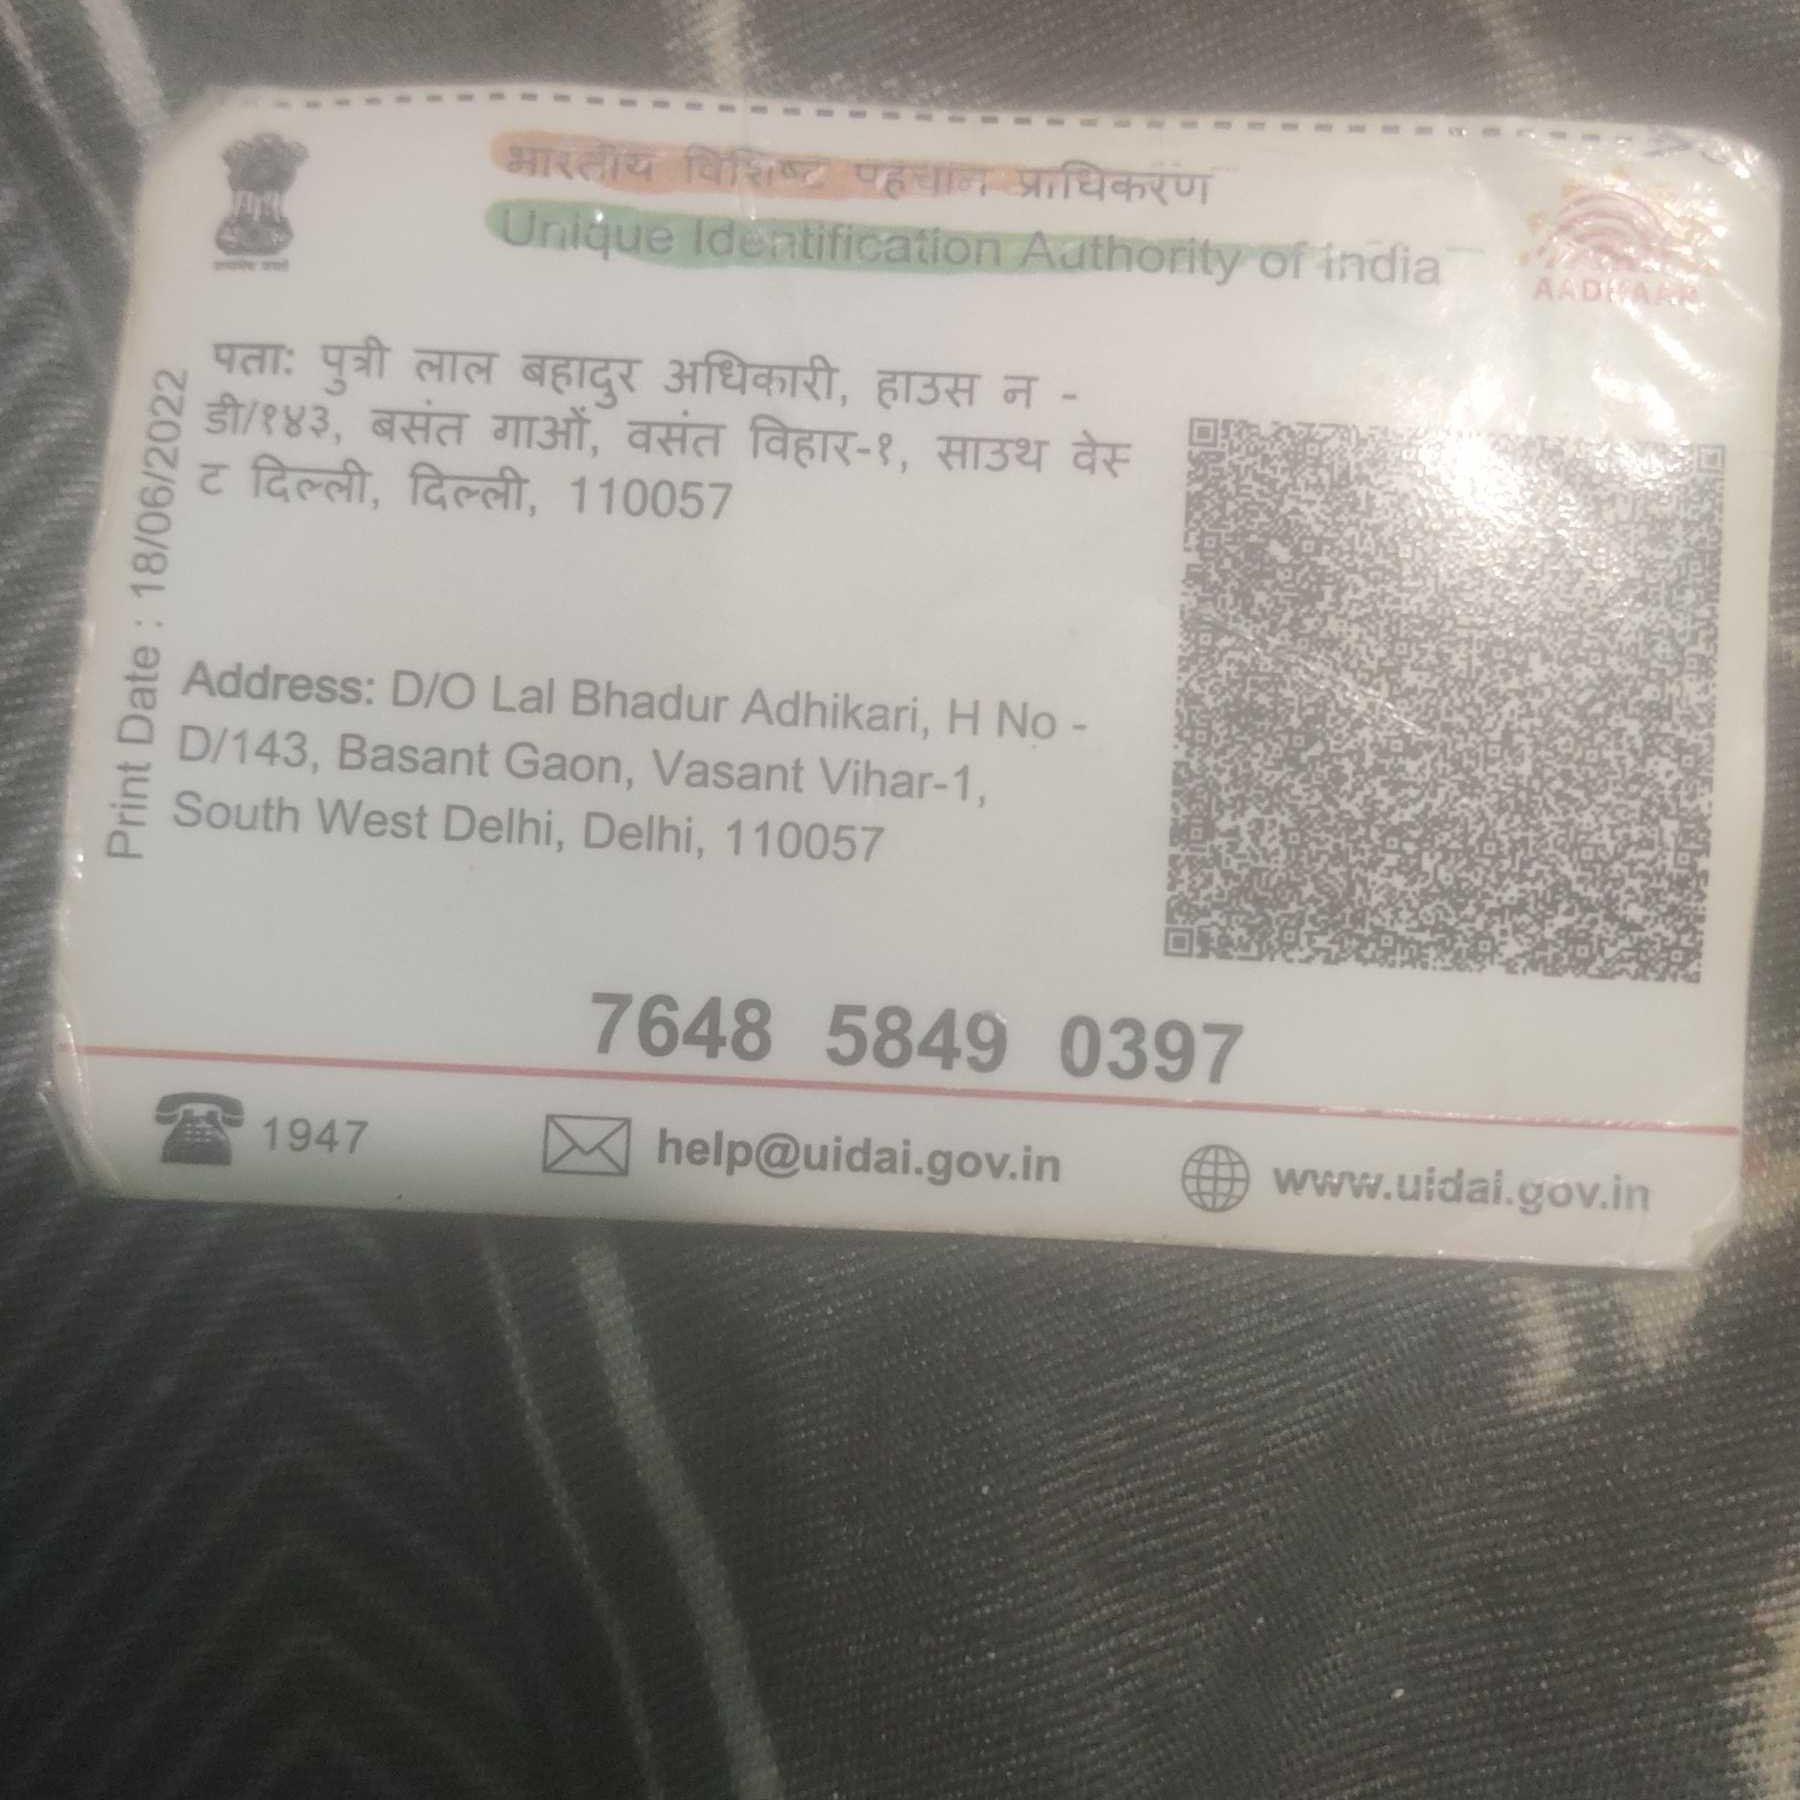 भारतीय विशिष्ट पहचान प्राधिकरण
Unique Identification Authority of India
AADHAAR
पता: पुत्री लाल बहादुर अधिकारी, हाउस न -
डी/१४३, बसंत गाओं, वसंत विहार-१, साउथ वेस्
ट दिल्ली, दिल्ली, 110057
Print Date : 18/06/2022
Address: D/O Lal Bhadur Adhikari, H No -
D/143, Basant Gaon, Vasant Vihar-1,
South West Delhi, Delhi, 110057
7648 5849 0397
1947
help@uidai.gov.in
www.uidai.gov.in